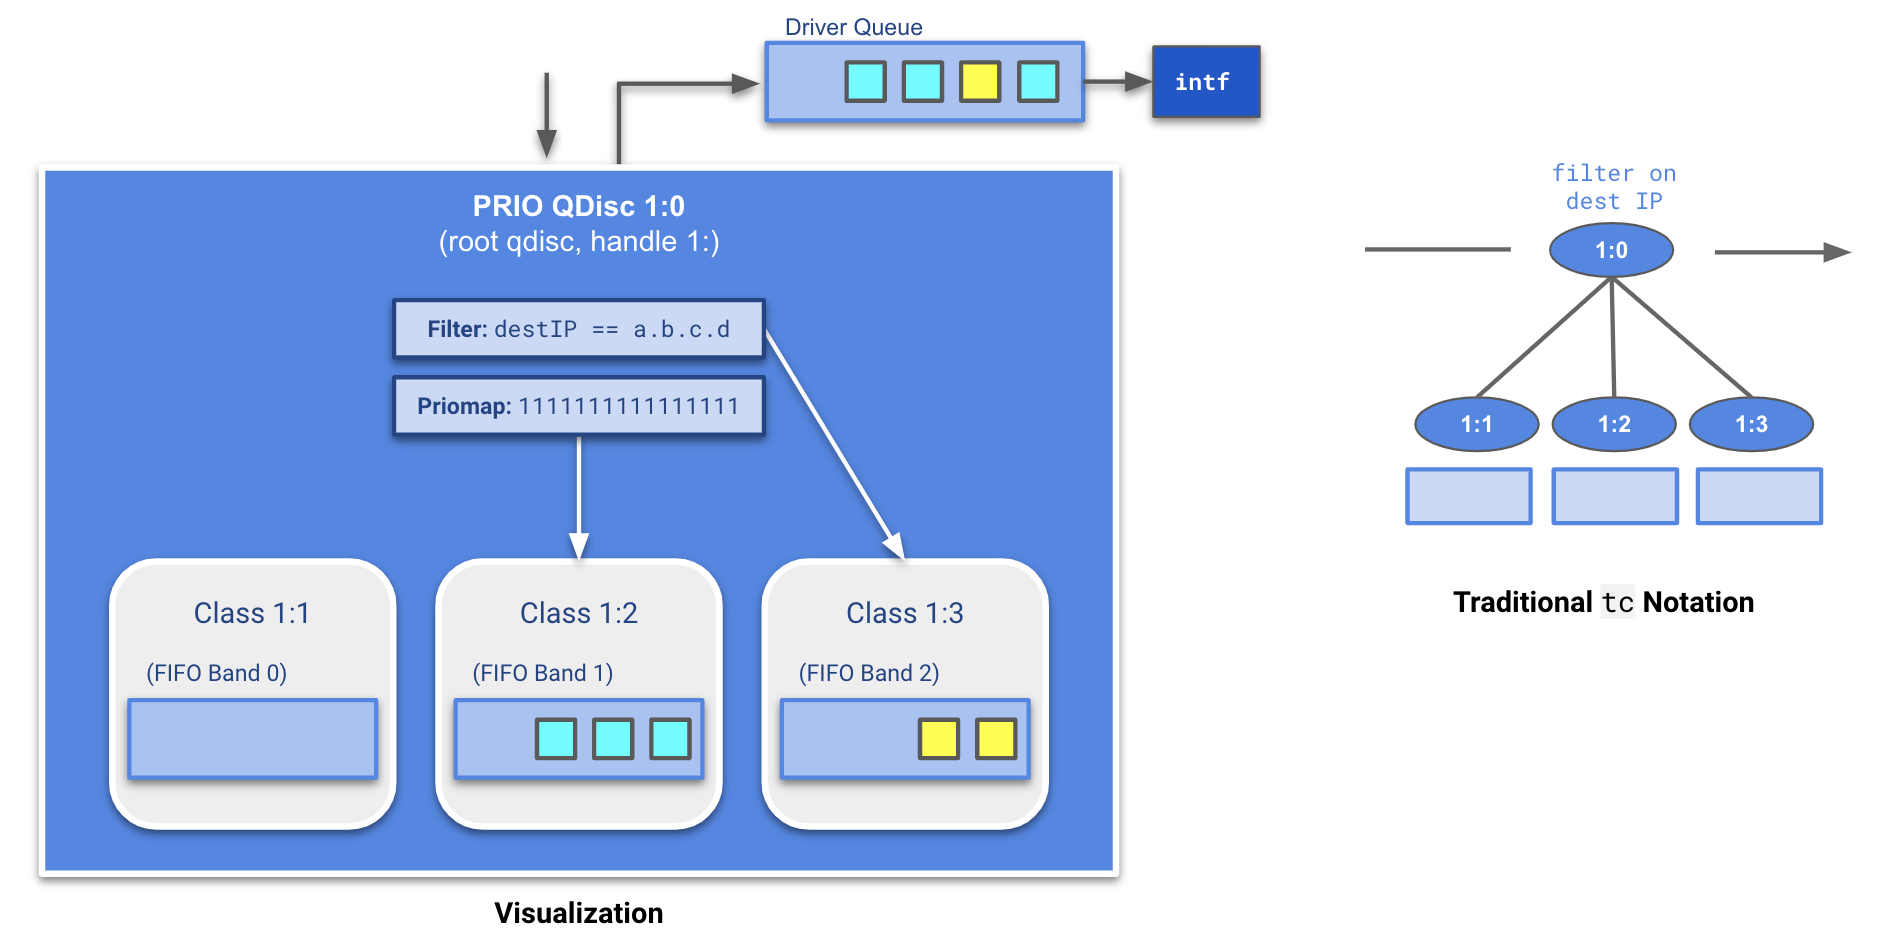 Driver Queue
intf
PRIO QDisc 1:0
(root qdisc, handle 1:)
Filter: destIP == a.b.c.d
Priomap: 1111111111111111
Class 1:1
(FIFO Band 0)
Class 1:2
(FIFO Band 1)
Class 1:3
(FIFO Band 2)
Visualization
filter on
dest IP
1:0
1:1
1:2
1:3
Traditional tc Notation